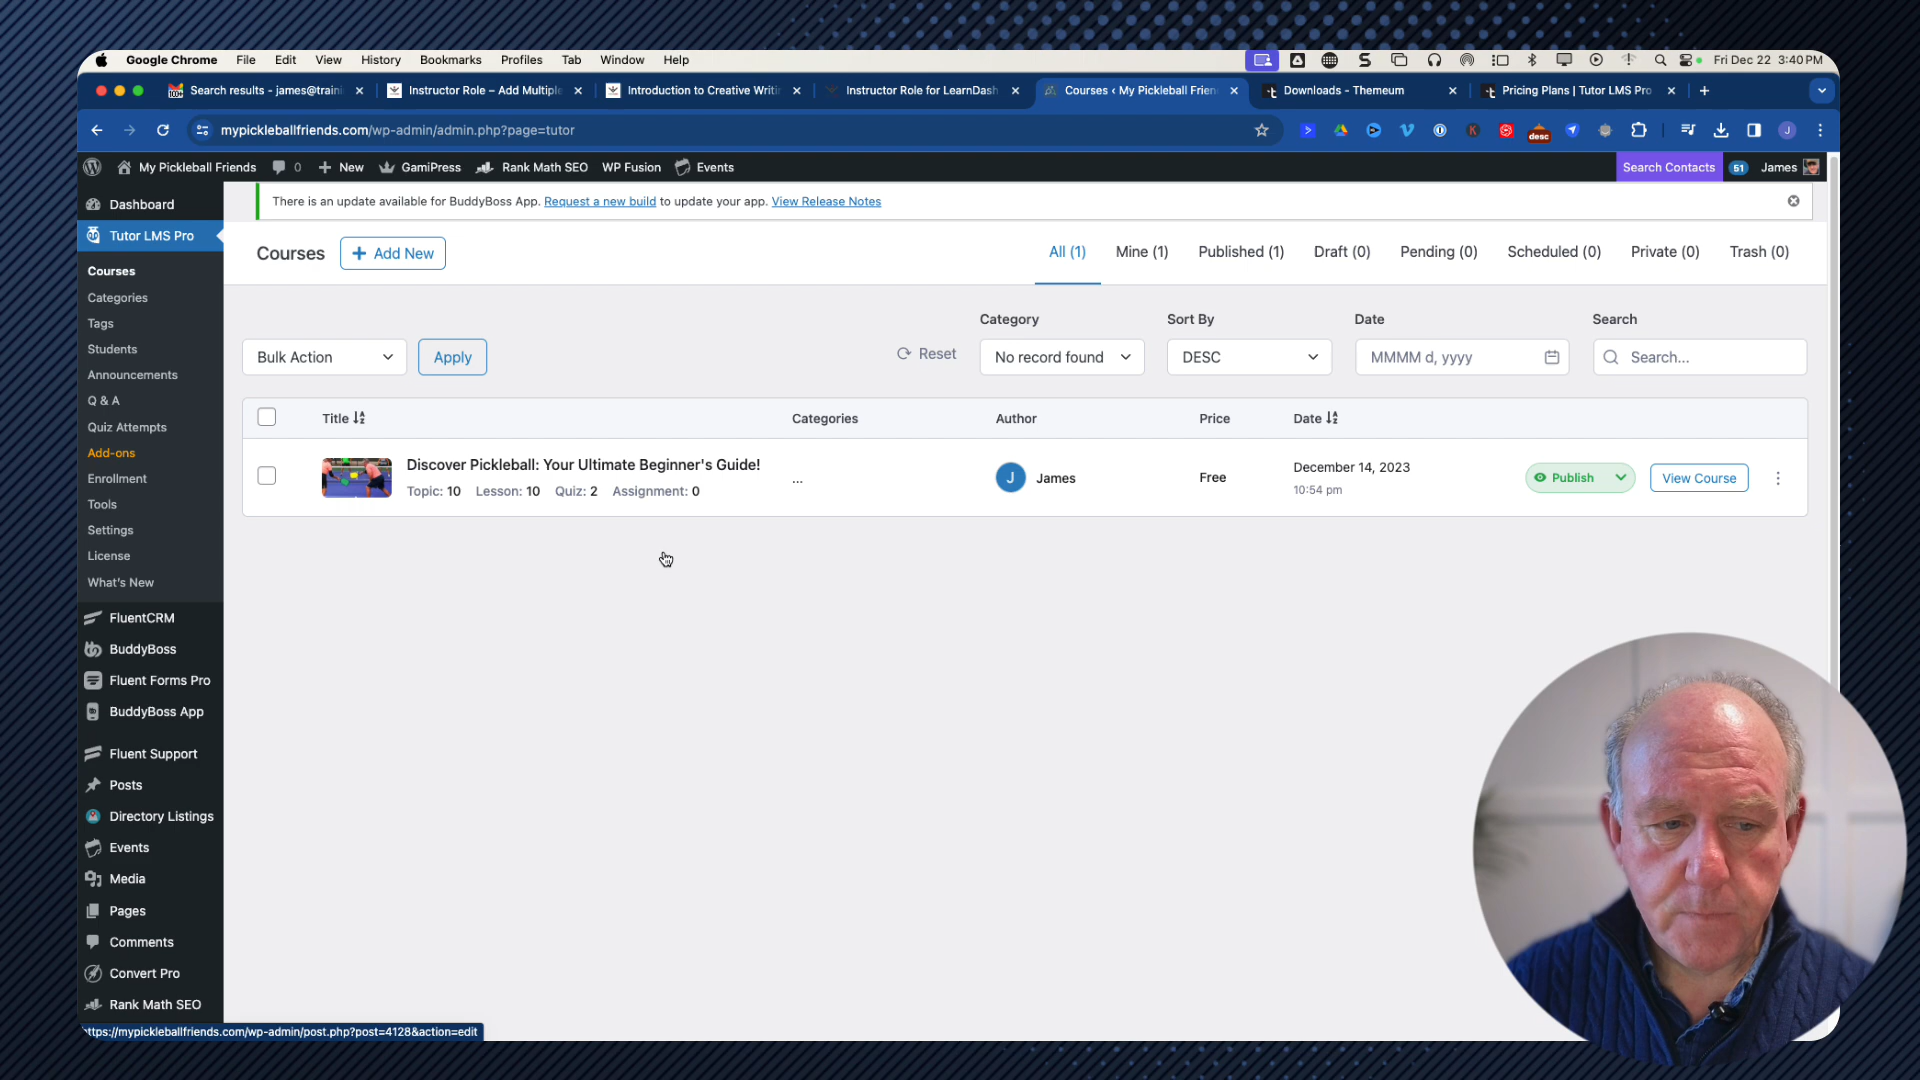 Google Chrome File Edit View History Bookmarks Profiles Tab Window Help Fri Dec 22 3:40 PM
Search results - james@traini Instructor Role – Add Multiple Introduction to Creative Writin Instructor Role for LearnDash Courses ‹ My Pickleball Frien Downloads - Themeum Pricing Plans | Tutor LMS Pro
mypickleballfriends.com/wp-admin/admin.php?page=tutor
My Pickleball Friends 0 New GamiPress Rank Math SEO WP Fusion Events Search Contacts 51 James
There is an update available for BuddyBoss App. Request a new build to update your app. View Release Notes
Dashboard
Tutor LMS Pro
Courses
Categories
Tags
Students
Announcements
Q & A
Quiz Attempts
Add-ons
Enrollment
Tools
Settings
License
What's New
FluentCRM
BuddyBoss
Fluent Forms Pro
BuddyBoss App
Fluent Support
Posts
Directory Listings
Events
Media
Pages
Comments
Convert Pro
Rank Math SEO
Courses Add New All (1) Mine (1) Published (1) Draft (0) Pending (0) Scheduled (0) Private (0) Trash (0)
Category Sort By Date Search
Bulk Action Apply Reset No record found DESC MMMM d, yyyy Search...
Title Categories Author Price Date
Discover Pickleball: Your Ultimate Beginner's Guide!
Topic: 10 Lesson: 10 Quiz: 2 Assignment: 0
... J James Free December 14, 2023 Publish View Course
10:54 pm
ttps://mypickleballfriends.com/wp-admin/post.php?post=4128&action=edit